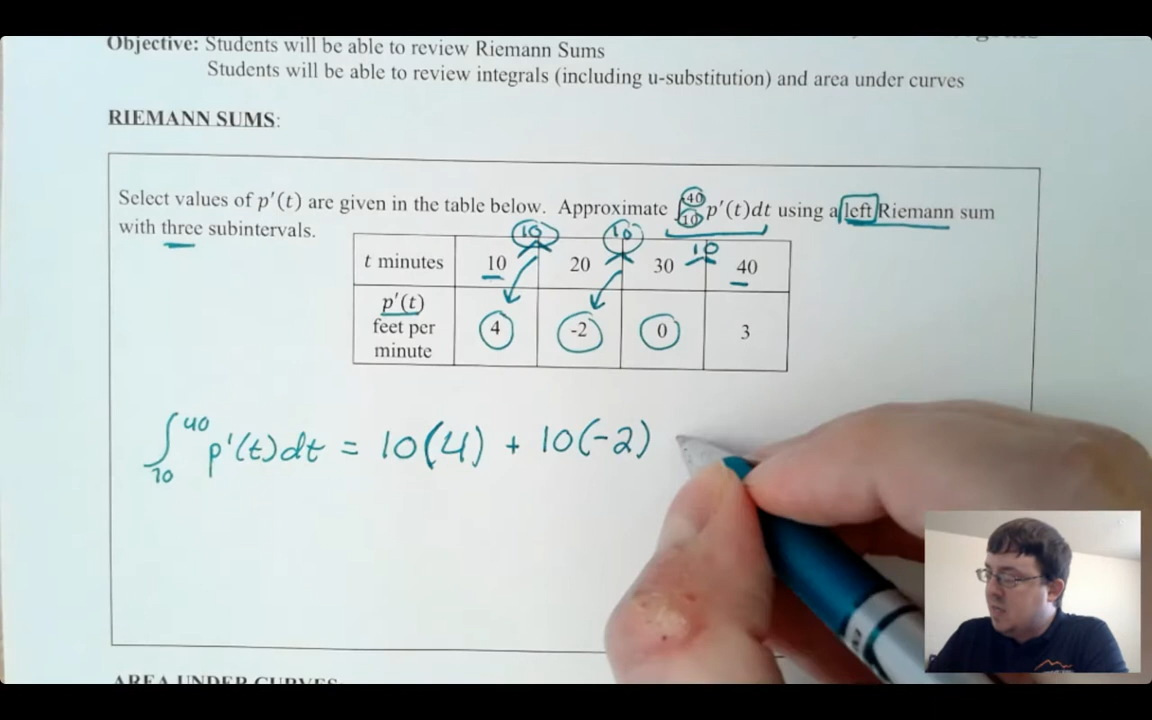 Objective: Students will be able to review Riemann Sums
Students will be able to review integrals (including u-substitution) and area under curves
RIEMANN SUMS:
Select values of p′(t) are given in the table below. Approximate ∫₁₀⁴⁰ p′(t)dt using a left Riemann sum
with three subintervals.
10 10 10
t minutes 10 20 30 40
p′(t) feet per minute 4 -2 0 3
∫₁₀⁴⁰ p′(t)dt = 10(4) + 10(-2)
AREA UNDER CURVES: